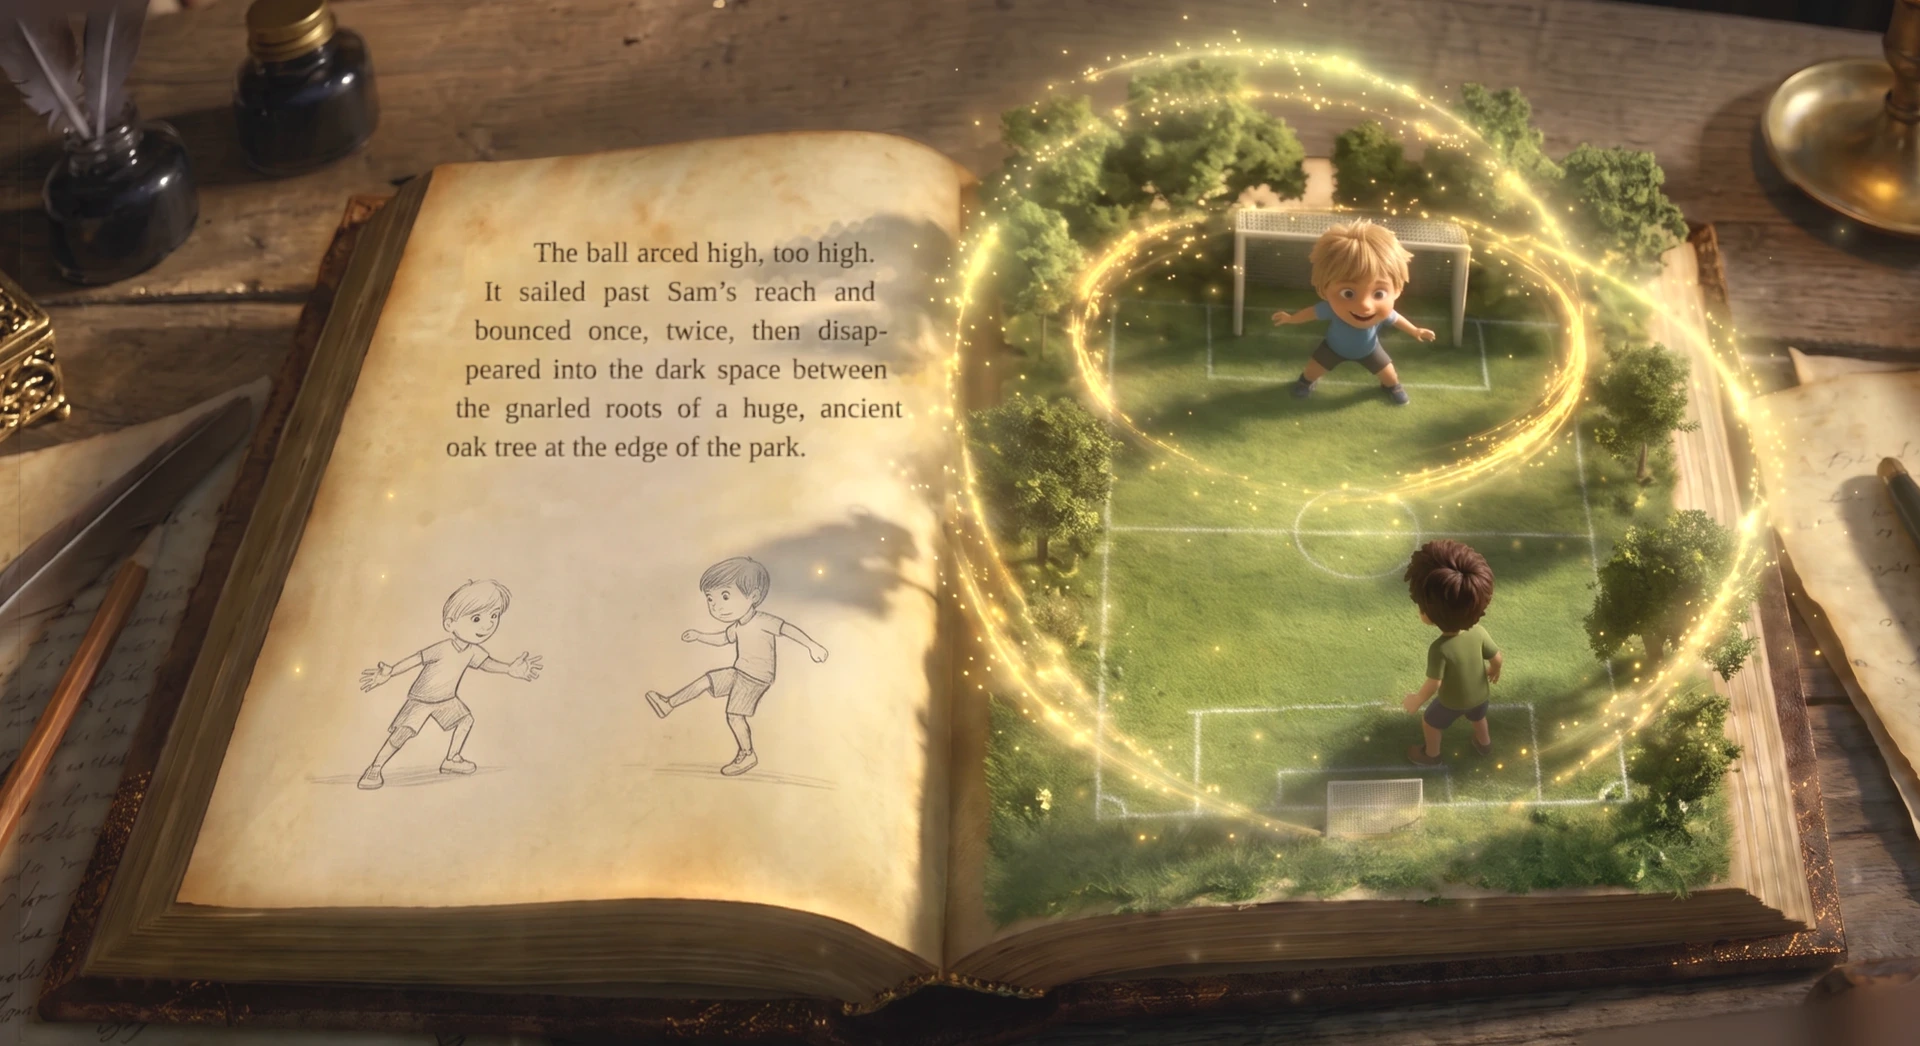 The ball arced high, too high.
It sailed past Sam’s reach and
bounced once, twice, then disap-
peared into the dark space between
the gnarled roots of a huge, ancient
oak tree at the edge of the park.